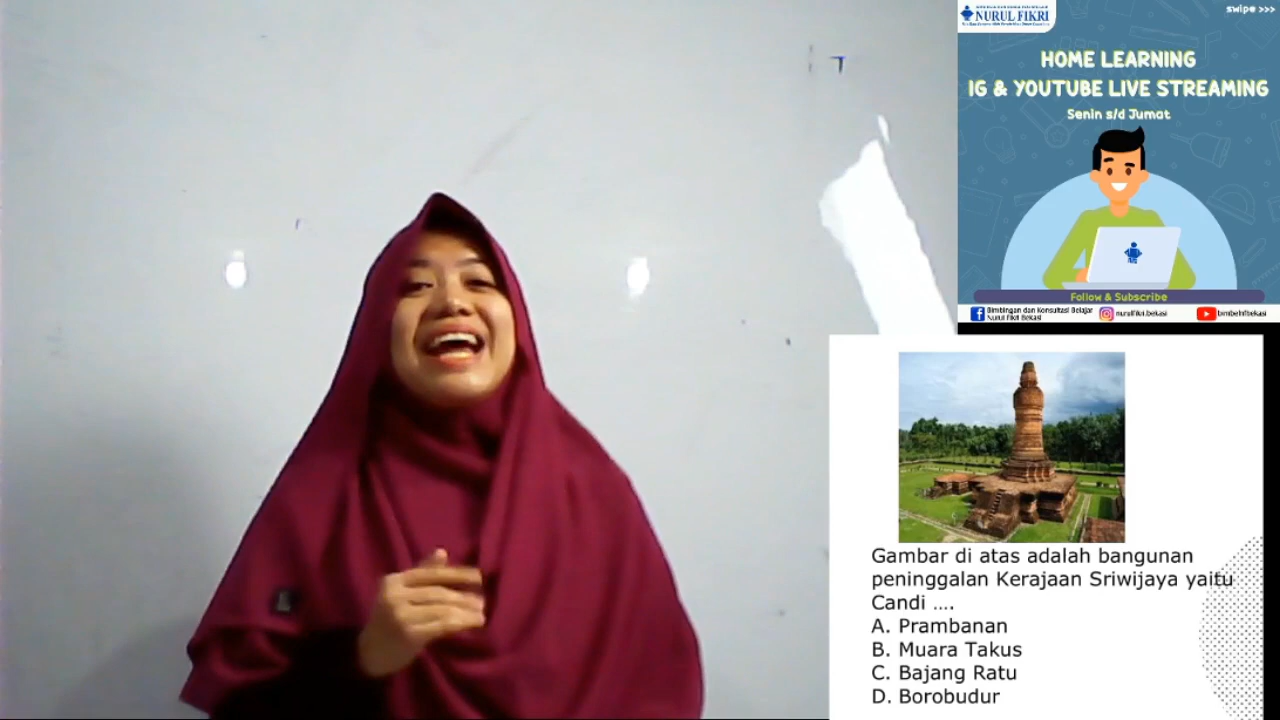 NURUL FIKRI
swipe >>>
HOME LEARNING
IG & YOUTUBE LIVE STREAMING
Senin s/d Jumat
Follow & Subscribe
Bimbingan dan Konsultasi Belajar
Nurul Fikri Bekasi
nurulfikri.bekasi
bimbelnfbekasi
Gambar di atas adalah bangunan
peninggalan Kerajaan Sriwijaya yaitu
Candi ....
A. Prambanan
B. Muara Takus
C. Bajang Ratu
D. Borobudur